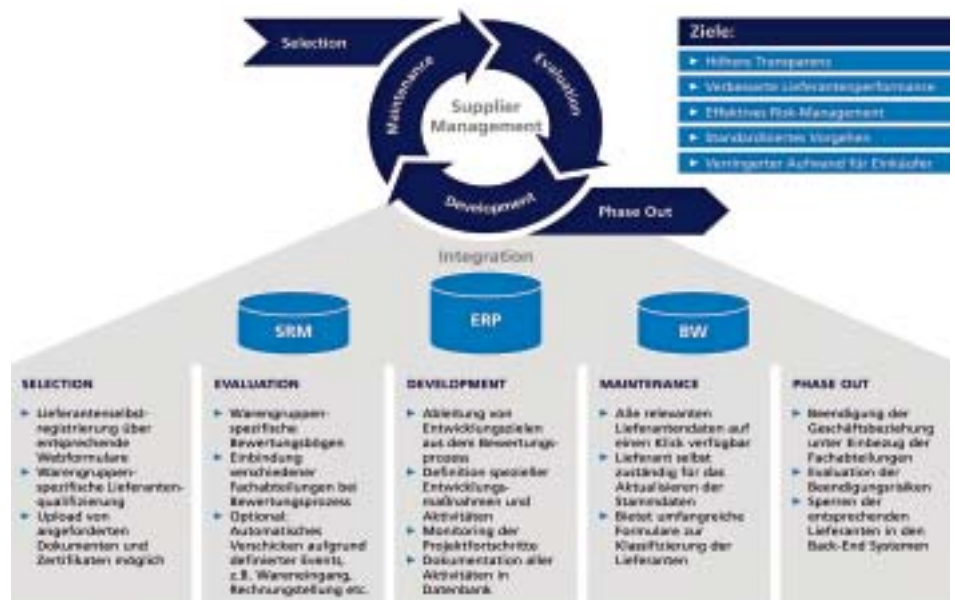 Selection
Maintenance
Evaluation
Supplier
Management
Development
Phase Out
Ziele:
► Höhere Transparenz
► Verbesserte Lieferantenperformance
► Effektives Risk-Management
► Standardisiertes Vorgehen
► Verringerter Aufwand für Einkäufer
Integration
SRM
ERP
BW
SELECTION
► Lieferantenselbst-
registrierung über
entsprechende
Webformulare
► Warengruppen-
spezifische Lieferanten-
qualifizierung
► Upload von
angeforderten
Dokumenten und
Zertifikaten möglich
EVALUATION
► Warengruppen-
spezifische
Bewertungsbögen
► Einbindung
verschiedener
Fachabteilungen bei
Bewertungsprozess
► Optional:
Automatisches
Verschicken aufgrund
definierter Events,
z.B. Wareneingang,
Rechnungstellung etc.
DEVELOPMENT
► Ableitung von
Entwicklungszielen
aus dem Bewertungs-
prozess
► Definition spezieller
Entwicklungs-
maßnahmen und
Aktivitäten
► Monitoring der
Projektfortschritte
► Dokumentation aller
Aktivitäten in
Datenbank
MAINTENANCE
► Alle relevanten
Lieferantendaten auf
einen Klick verfügbar
► Lieferant selbst
zuständig für das
Aktualisieren der
Stammdaten
► Bietet umfangreiche
Formulare zur
Klassifizierung der
Lieferanten
PHASE OUT
► Beendigung der
Geschäftsbeziehung
unter Einbezug der
Fachabteilungen
► Evaluation der
Beendigungsrisiken
► Sperren der
entsprechenden
Lieferanten in den
Back-End Systemen